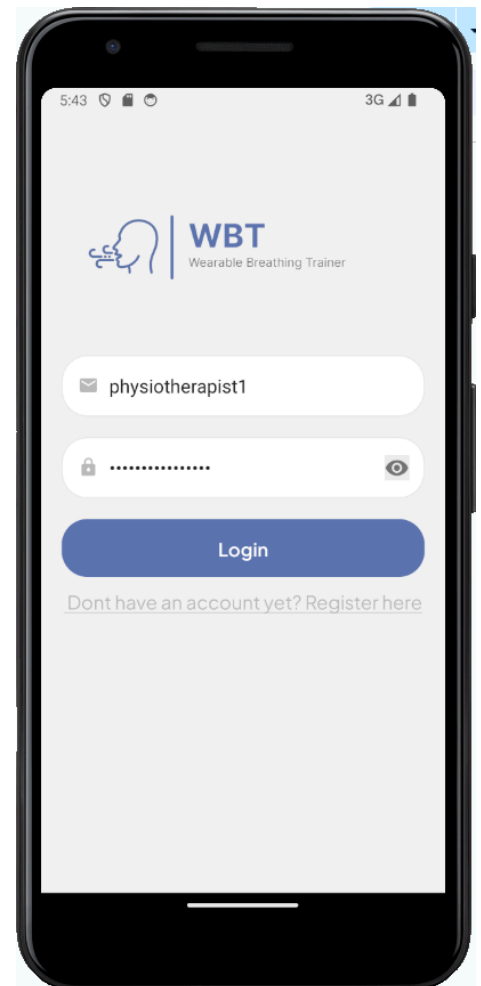 5:43 3G
WBT
Wearable Breathing Trainer
physiotherapist1
••••••••••••••••
Login
Dont have an account yet? Register here